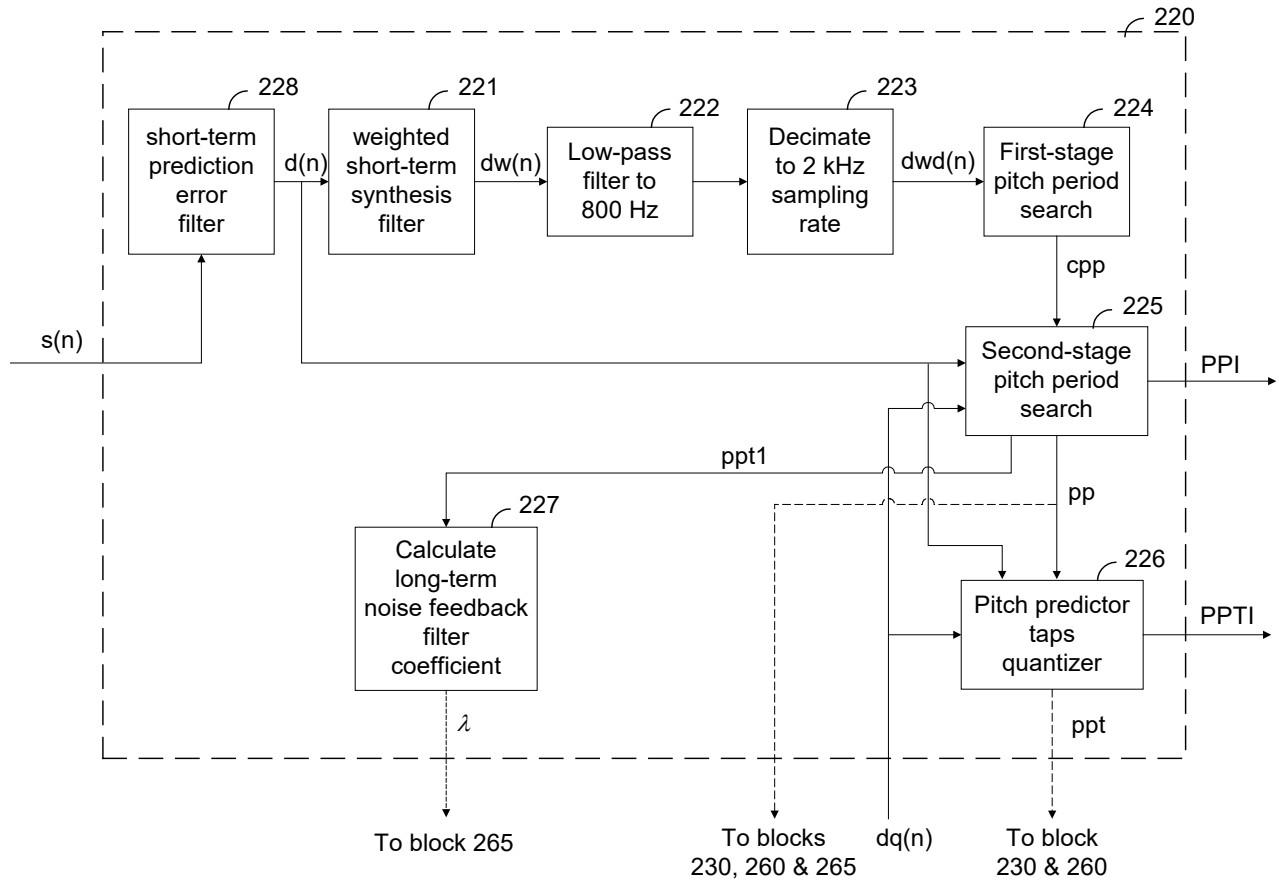 220
228
221
222
223
224
short-term
prediction
error
filter
d(n)
weighted
short-term
synthesis
filter
dw(n)
Low-pass
filter to
800 Hz
Decimate
to 2 kHz
sampling
rate
dwd(n)
First-stage
pitch period
search
cpp
225
s(n)
Second-stage
pitch period
search
PPI
ppt1
pp
227
Calculate
long-term
noise feedback
filter
coefficient
226
Pitch predictor
taps
quantizer
PPTI
λ
ppt
To block 265
To blocks
230, 260 & 265
dq(n)
To block
230 & 260